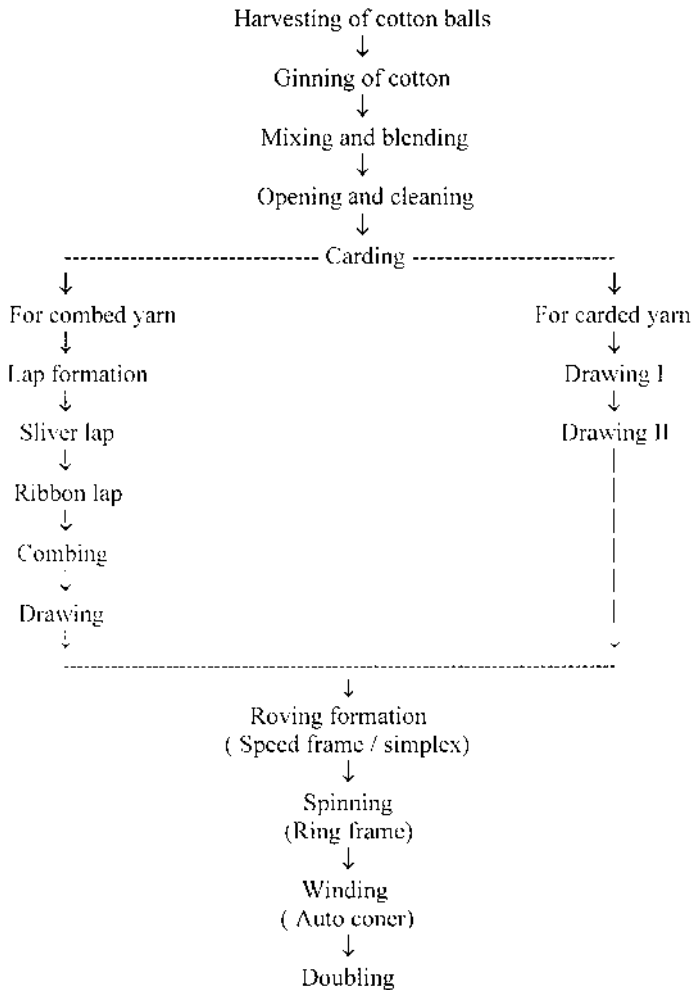 Harvesting of cotton balls
Ginning of cotton
Mixing and blending
Opening and cleaning
Carding
For combed yarn
Lap formation
Sliver lap
Ribbon lap
Combing
Drawing
For carded yarn
Drawing I
Drawing II
Roving formation
( Speed frame / simplex)
Spinning
(Ring frame)
Winding
( Auto coner)
Doubling